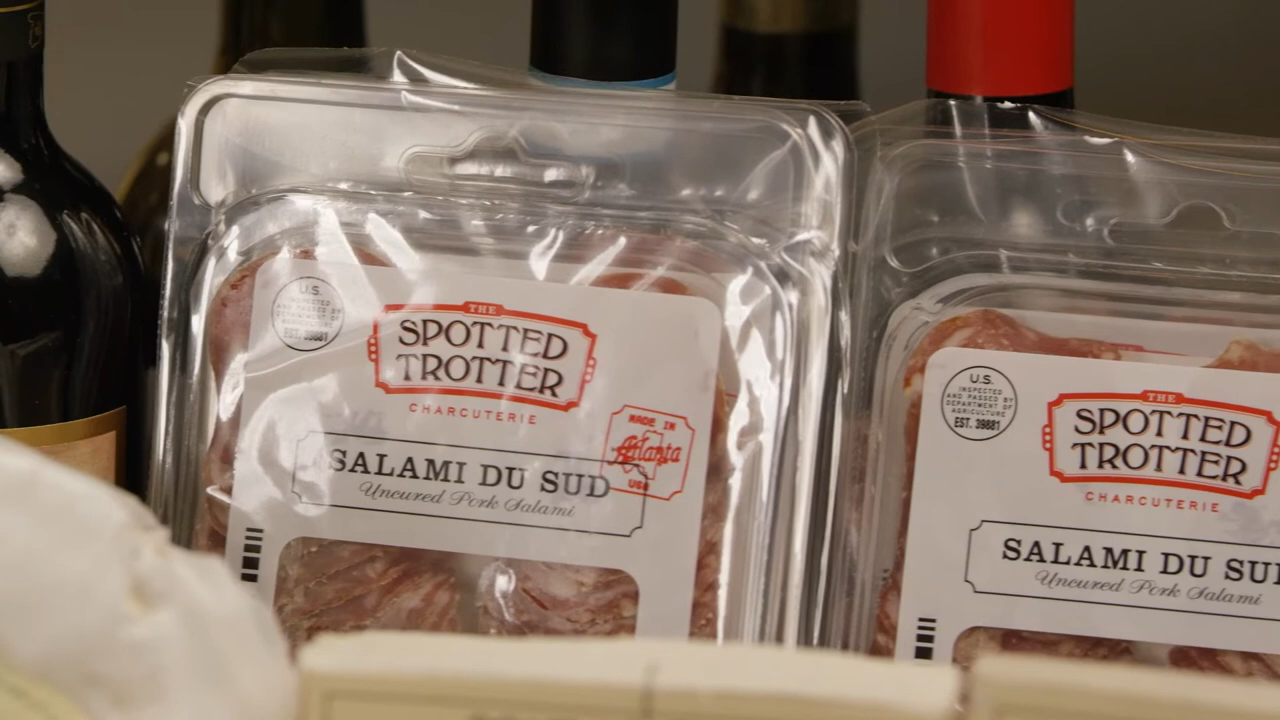 U.S.
INSPECTED
AND PASSED BY
DEPARTMENT OF
AGRICULTURE
EST. 39881
THE
SPOTTED
TROTTER
CHARCUTERIE
MADE IN
Atlanta
USA
SALAMI DU SUD
Uncured Pork Salami
U.S.
INSPECTED
AND PASSED BY
DEPARTMENT OF
AGRICULTURE
EST. 39881
THE
SPOTTED
TROTTER
CHARCUTERIE
SALAMI DU SUD
Uncured Pork Salami